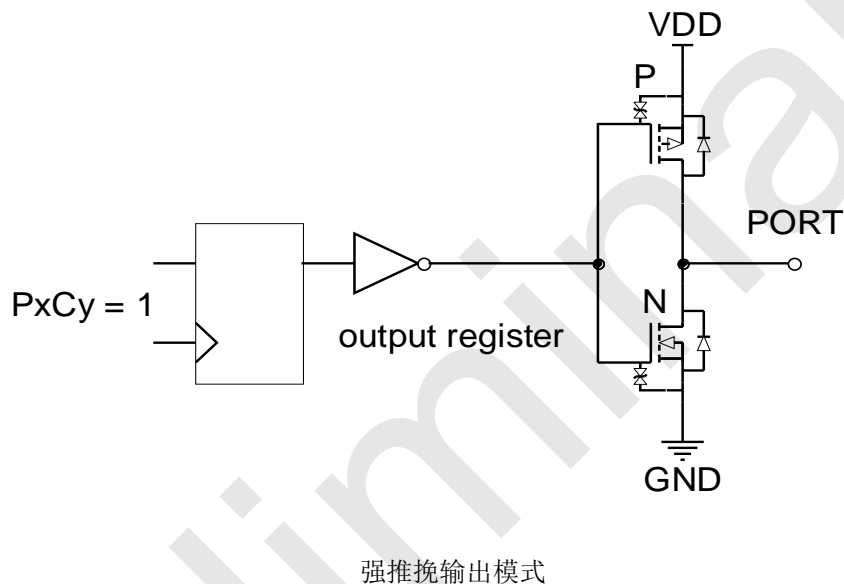 VDD
P
PORT
PxCy = 1
N
output register
GND
强推挽输出模式